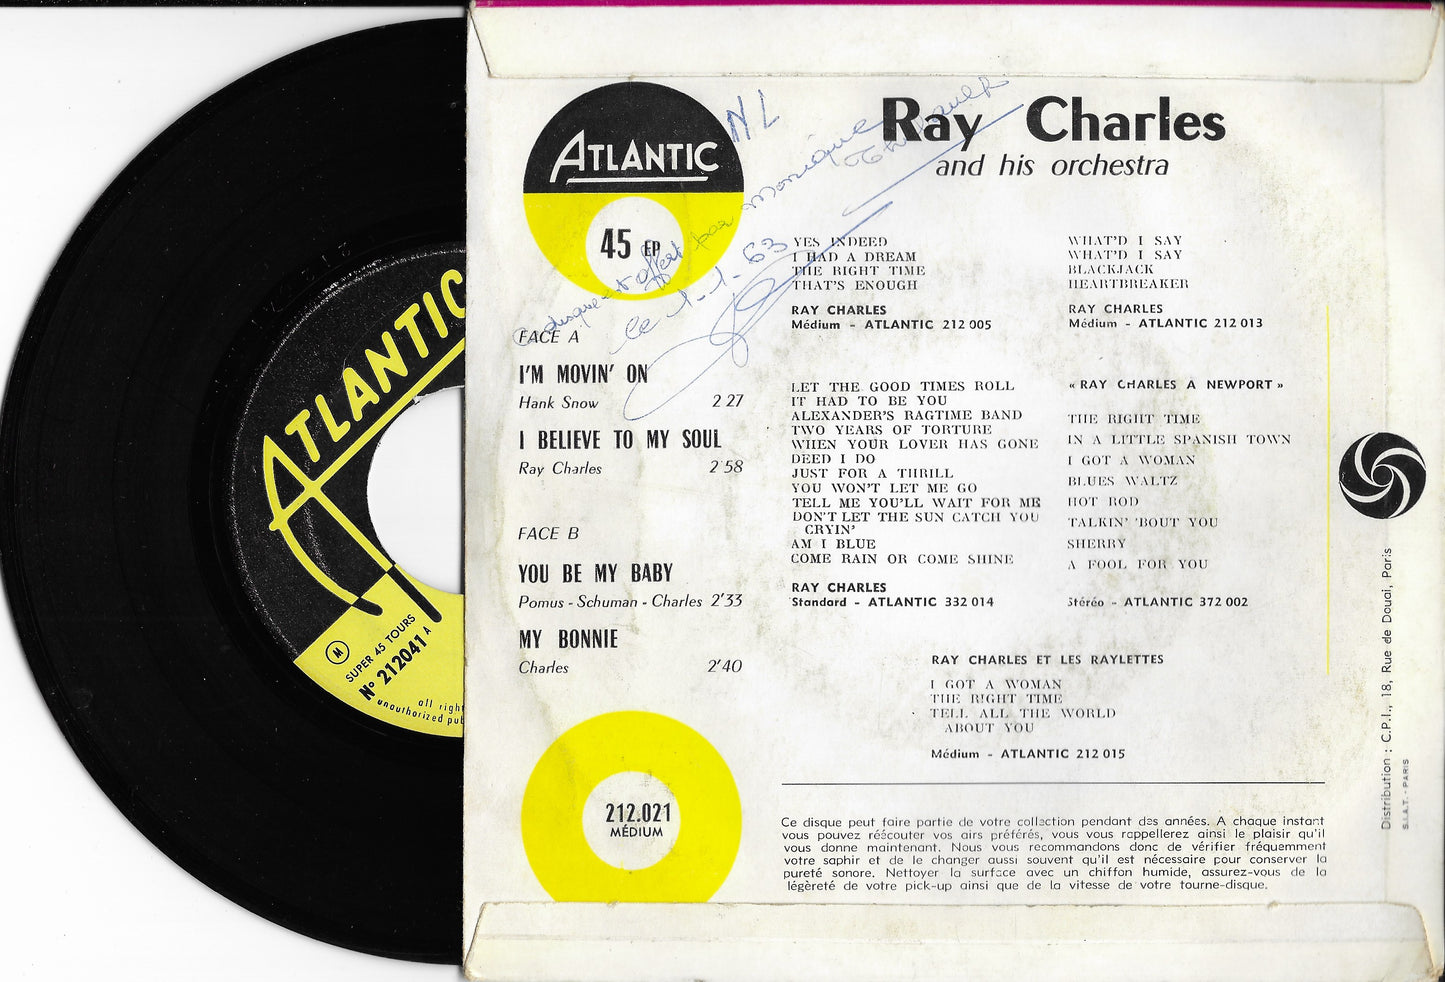 ATLANTIC
SUPER 45 TOURS
M
N° 212041 A
all righ
unauthorized pub
ATLANTIC
45 EP
NL
Ce disque est offert par Monique
le 1-1-63
Ray Charles
and his orchestra
FACE A
I'M MOVIN' ON
Hank Snow 2 27
I BELIEVE TO MY SOUL
Ray Charles 2'58
FACE B
YOU BE MY BABY
Pomus - Schuman - Charles 2'33
MY BONNIE
Charles 2'40
212.021
MÉDIUM
YES INDEED
I HAD A DREAM
THE RIGHT TIME
THAT'S ENOUGH
RAY CHARLES
Médium - ATLANTIC 212 005
WHAT'D I SAY
WHAT'D I SAY
BLACKJACK
HEARTBREAKER
RAY CHARLES
Médium - ATLANTIC 212 013
LET THE GOOD TIMES ROLL
IT HAD TO BE YOU
ALEXANDER'S RAGTIME BAND
TWO YEARS OF TORTURE
WHEN YOUR LOVER HAS GONE
DEED I DO
JUST FOR A THRILL
YOU WON'T LET ME GO
TELL ME YOU'LL WAIT FOR ME
DON'T LET THE SUN CATCH YOU
CRYIN'
AM I BLUE
COME RAIN OR COME SHINE
RAY CHARLES
Standard - ATLANTIC 332 014
« RAY CHARLES A NEWPORT »
THE RIGHT TIME
IN A LITTLE SPANISH TOWN
I GOT A WOMAN
BLUES WALTZ
HOT ROD
TALKIN' 'BOUT YOU
SHERRY
A FOOL FOR YOU
Stéréo - ATLANTIC 372 002
RAY CHARLES ET LES RAYLETTES
I GOT A WOMAN
THE RIGHT TIME
TELL ALL THE WORLD
ABOUT YOU
Médium - ATLANTIC 212 015
Ce disque peut faire partie de votre collection pendant des années. A chaque instant
vous pouvez réécouter vos airs préférés, vous vous rappellerez ainsi le plaisir qu'il
vous donne maintenant. Nous vous recommandons donc de vérifier fréquemment
votre saphir et de le changer aussi souvent qu'il est nécessaire pour conserver la
pureté sonore. Nettoyer la surface avec un chiffon humide, assurez-vous de la
légèreté de votre pick-up ainsi que de la vitesse de votre tourne-disque.
Distribution : C.P.I., 18, Rue de Douai, Paris
S.I.A.T. - PARIS